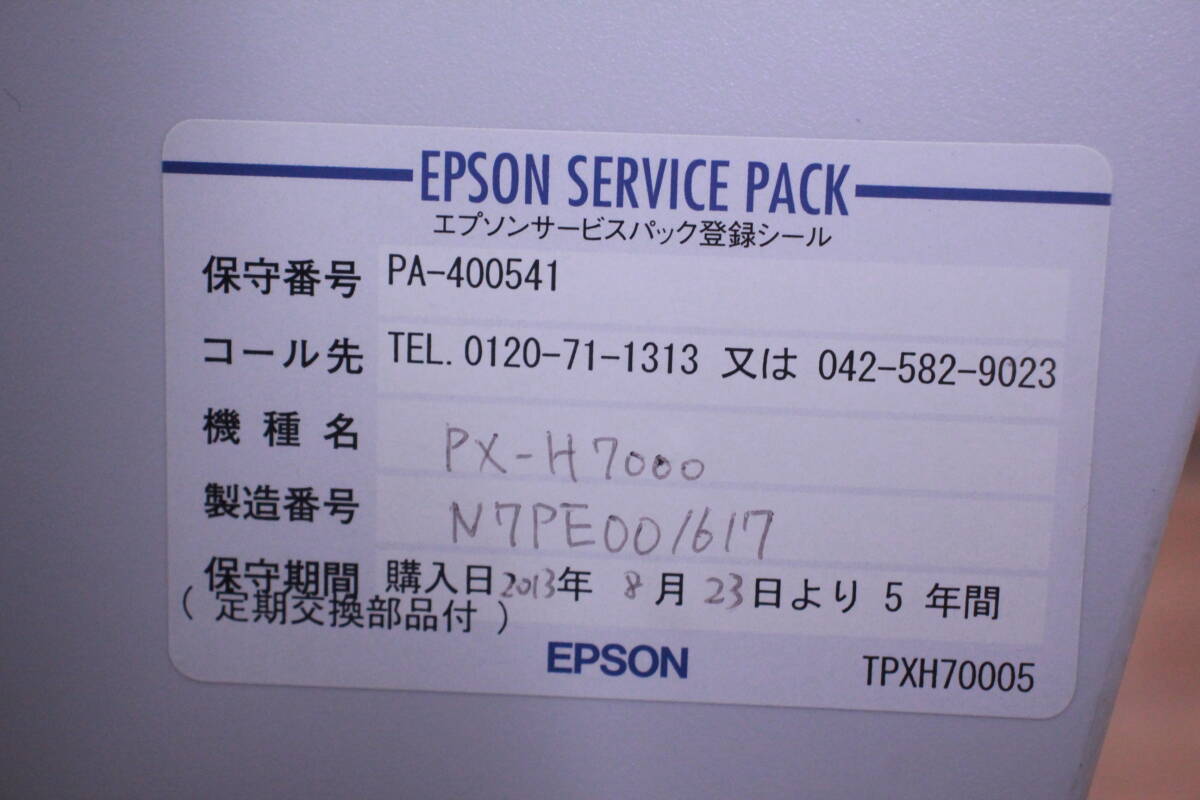 EPSON SERVICE PACK
エプソンサービスパック登録シール
保守番号 PA-400541
コール先 TEL. 0120-71-1313 又は 042-582-9023
機種名 PX-H7000
製造番号 N7PE001617
保守期間 購入日2013年 8月 23日より 5 年間
( 定期交換部品付 )
EPSON TPXH70005